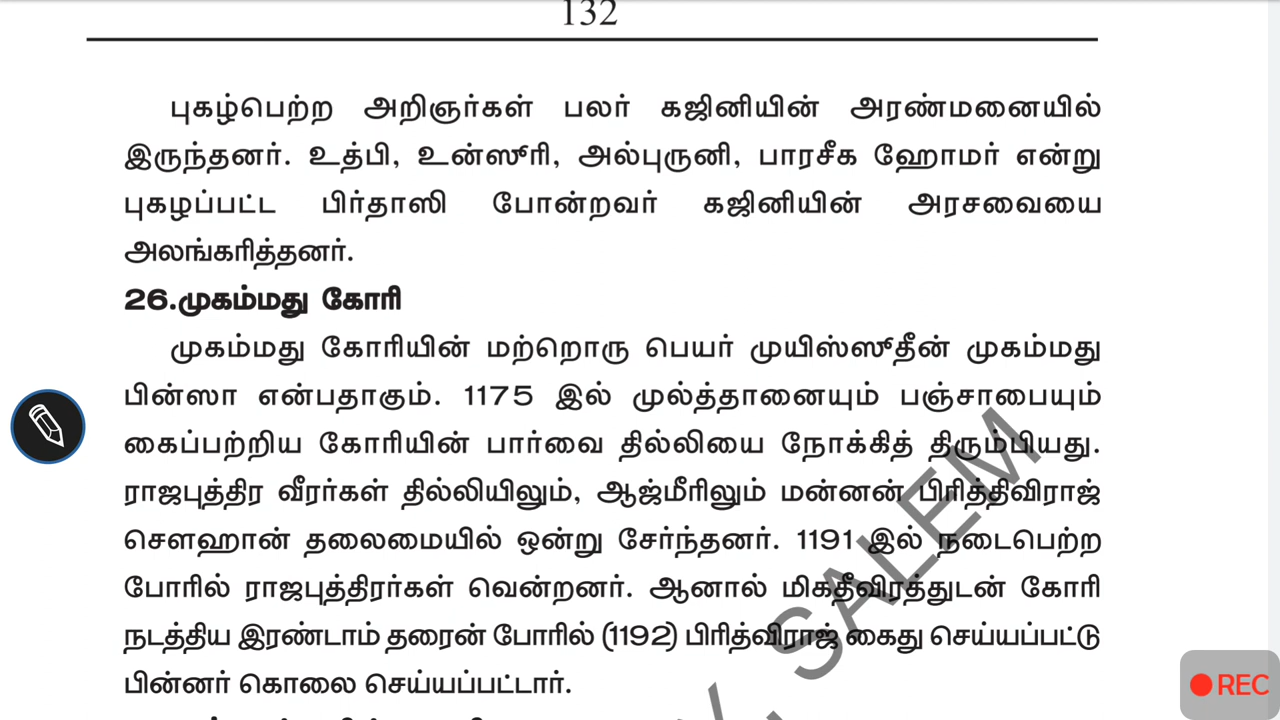 132
புகழ்பெற்ற அறிஞர்கள் பலர் கஜினியின் அரண்மனையில்
இருந்தனர். உத்பி, உன்ஸூரி, அல்புருனி, பாரசீக ஹோமர் என்று
புகழப்பட்ட பிர்தாஸி போன்றவர் கஜினியின் அரசவையை
அலங்கரித்தனர்.
26.முகம்மது கோரி
முகம்மது கோரியின் மற்றொரு பெயர் முயிஸ்ஸூதீன் முகம்மது
பின்ஸா என்பதாகும். 1175 இல் முல்த்தானையும் பஞ்சாபையும்
கைப்பற்றிய கோரியின் பார்வை தில்லியை நோக்கித் திரும்பியது.
ராஜபுத்திர வீரர்கள் தில்லியிலும், ஆஜ்மீரிலும் மன்னன் பிரித்திவிராஜ்
சௌஹான் தலைமையில் ஒன்று சேர்ந்தனர். 1191 இல் நடைபெற்ற
போரில் ராஜபுத்திரர்கள் வென்றனர். ஆனால் மிகதீவிரத்துடன் கோரி
நடத்திய இரண்டாம் தரைன் போரில் (1192) பிரித்விராஜ் கைது செய்யப்பட்டு
பின்னர் கொலை செய்யப்பட்டார்.
SALEM
REC